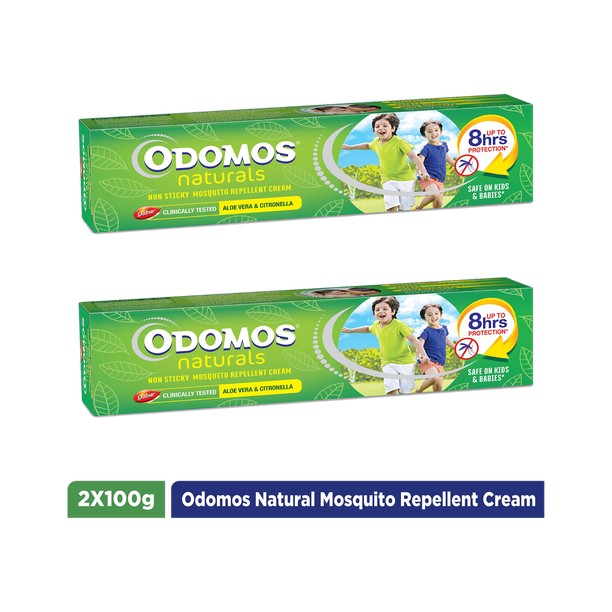 ODOMOS®
naturals
NON STICKY MOSQUITO REPELLENT CREAM
Dabur CLINICALLY TESTED ALOE VERA & CITRONELLA
UP TO
8hrs
PROTECTION*
SAFE ON KIDS
& BABIES*
ODOMOS®
naturals
NON STICKY MOSQUITO REPELLENT CREAM
Dabur CLINICALLY TESTED ALOE VERA & CITRONELLA
UP TO
8hrs
PROTECTION*
SAFE ON KIDS
& BABIES*
2X100g Odomos Natural Mosquito Repellent Cream